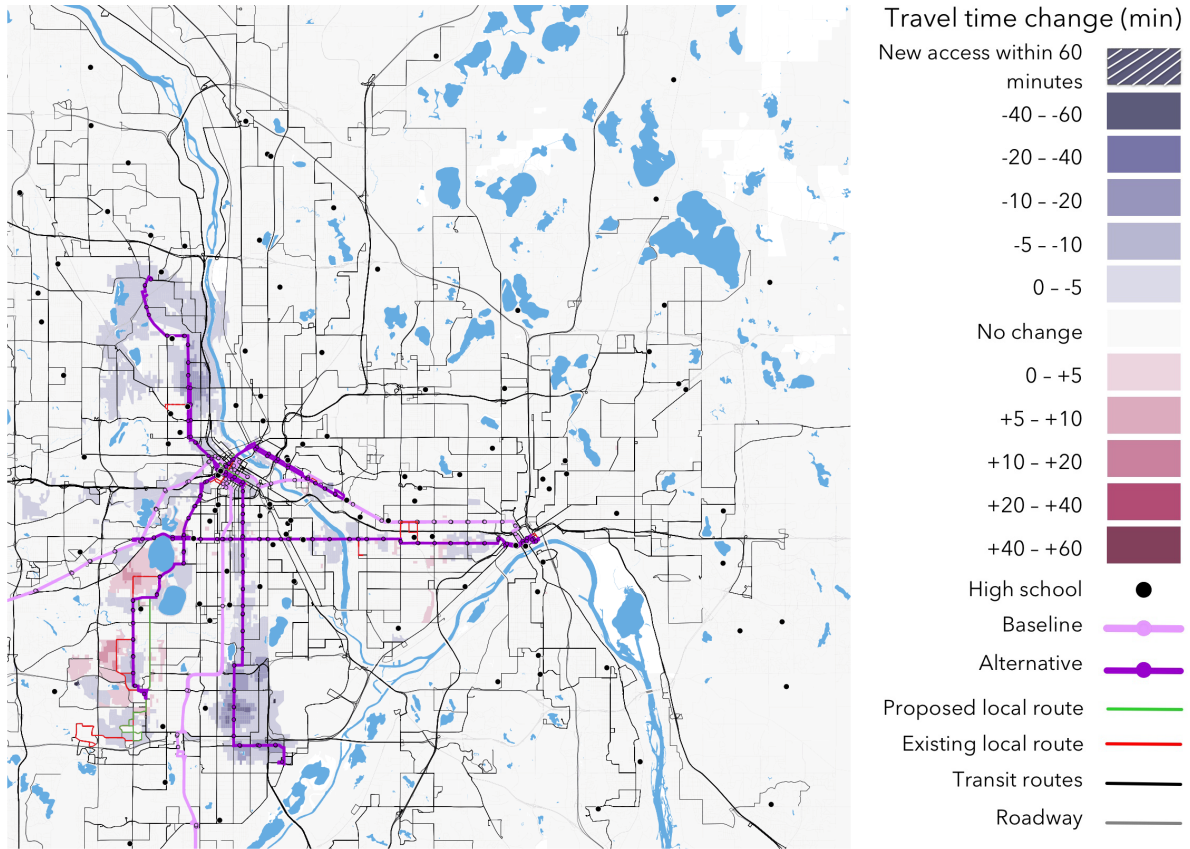 Travel time change (min)
New access within 60
minutes
-40 – -60
-20 – -40
-10 – -20
-5 – -10
0 – -5
No change
0 – +5
+5 – +10
+10 – +20
+20 – +40
+40 – +60
High school
Baseline
Alternative
Proposed local route
Existing local route
Transit routes
Roadway